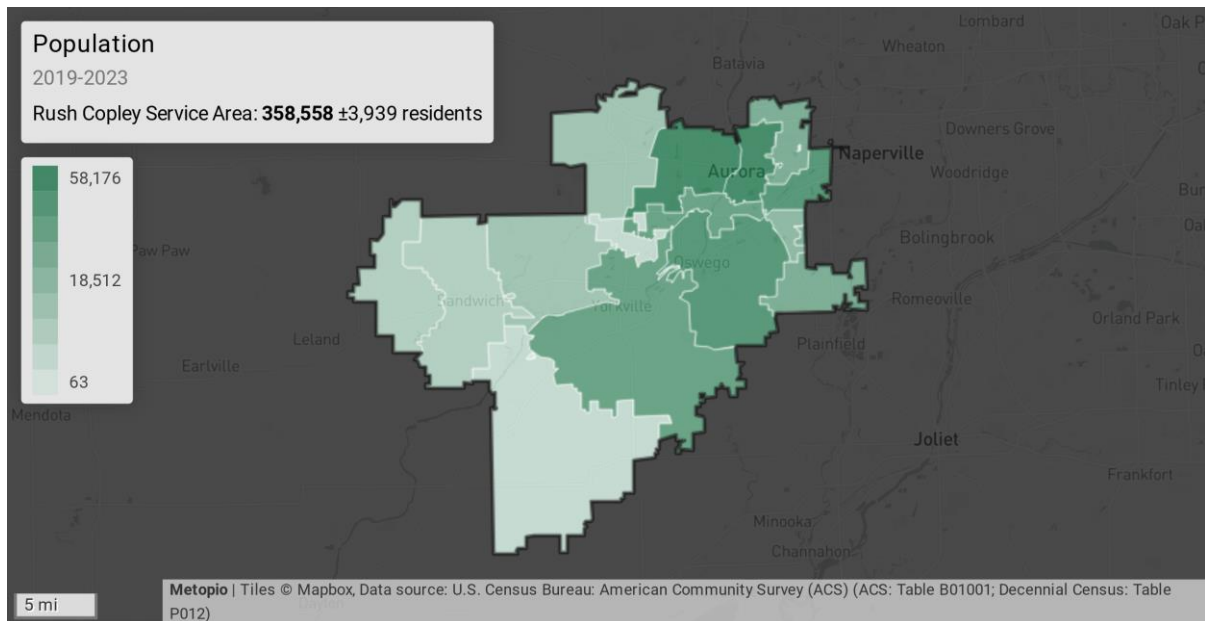 Population
2019-2023
Rush Copley Service Area: 358,558 ±3,939 residents
58,176
18,512
63
Lombard
Oak P
Wheaton
Batavia
Downers Grove
Naperville
Aurora
Woodridge
Bolingbrook
Paw Paw
Oswego
Sandwich
Yorkville
Romeoville
Orland Park
Leland
Plainfield
Earlville
Tinley
Mendota
Joliet
Frankfort
Minooka
Channahon
5 mi
Metopio | Tiles © Mapbox, Data source: U.S. Census Bureau: American Community Survey (ACS) (ACS: Table B01001; Decennial Census: Table
P012)